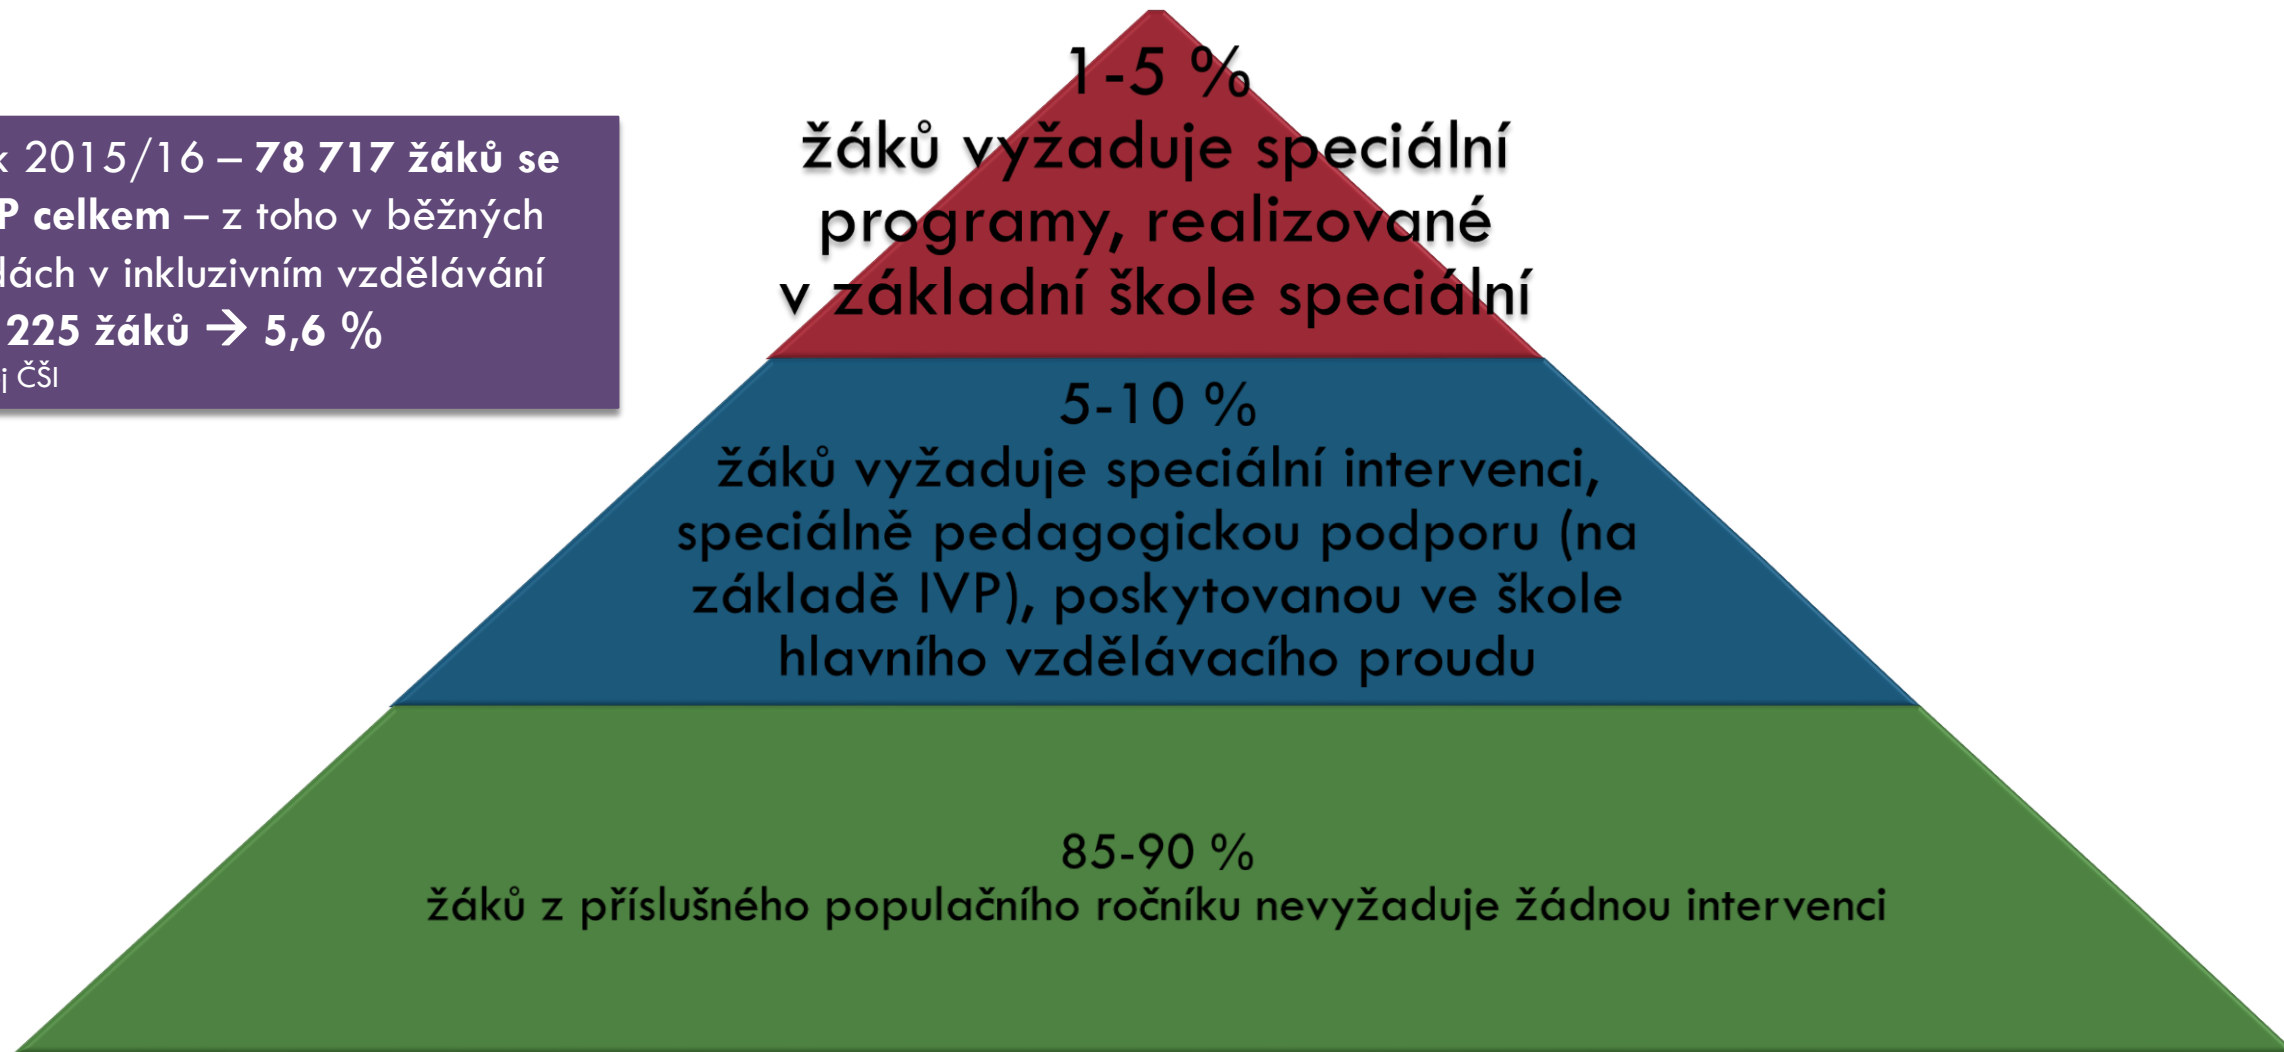 1-5 %
žáků vyžaduje speciální
programy, realizované
v základní škole speciální
k 2015/16 – 78 717 žáků se
P celkem – z toho v běžných
dách v inkluzivním vzdělávání
225 žáků → 5,6 %
j ČŠI
5-10 %
žáků vyžaduje speciální intervenci,
speciálně pedagogickou podporu (na
základě IVP), poskytovanou ve škole
hlavního vzdělávacího proudu
85-90 %
žáků z příslušného populačního ročníku nevyžaduje žádnou intervenci